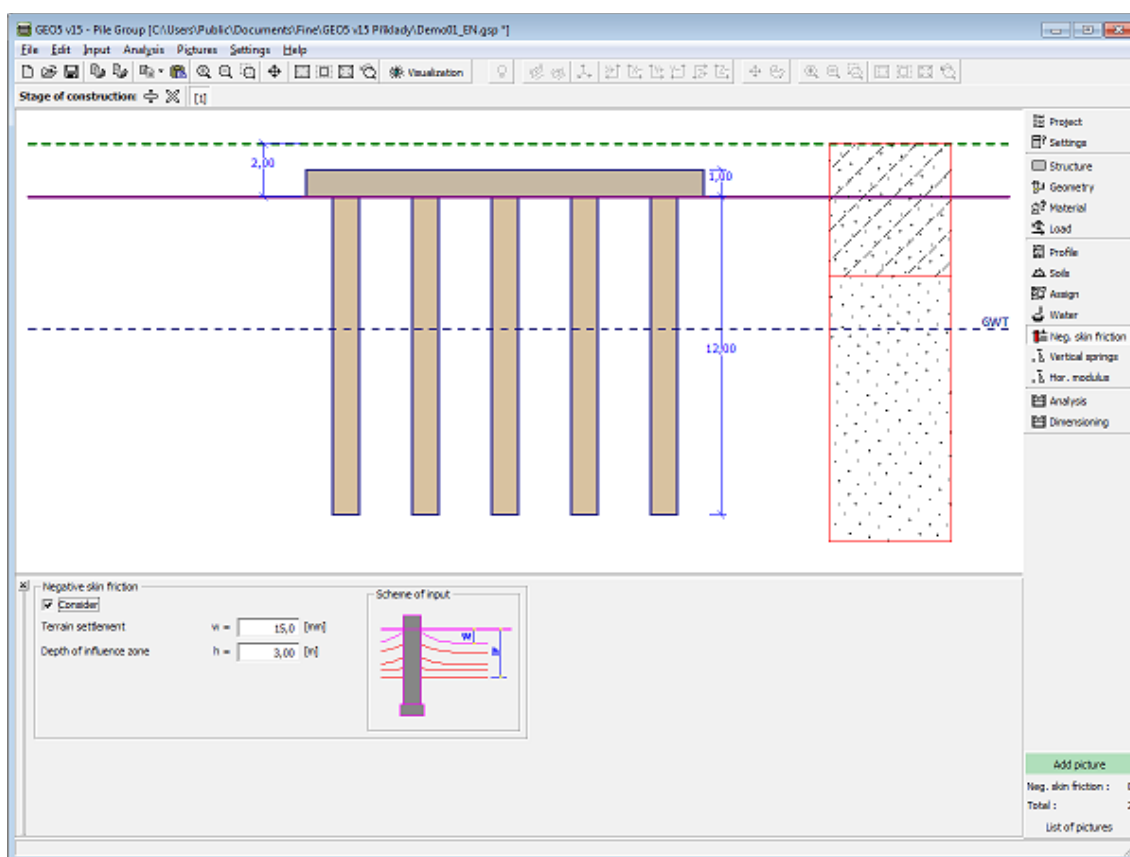 GEO5 v15 - Pile Group [C:\Users\Public\Documents\Fine\GEO5 v15 Příklady\Demo01_EN.gsp *]
File Edit Input Analysis Pictures Settings Help
Visualization
Stage of construction: [1]
2,00
1,00
GWT
12,00
Project
Settings
Structure
Geometry
Material
Load
Profile
Soils
Assign
Water
Neg. skin friction
Vertical springs
Hor. modulus
Analysis
Dimensioning
Negative skin friction
Consider
Terrain settlement w = 15,0 [mm]
Depth of influence zone h = 3,00 [m]
Scheme of input
w
h
Add picture
Neg. skin friction :
Total :
List of pictures